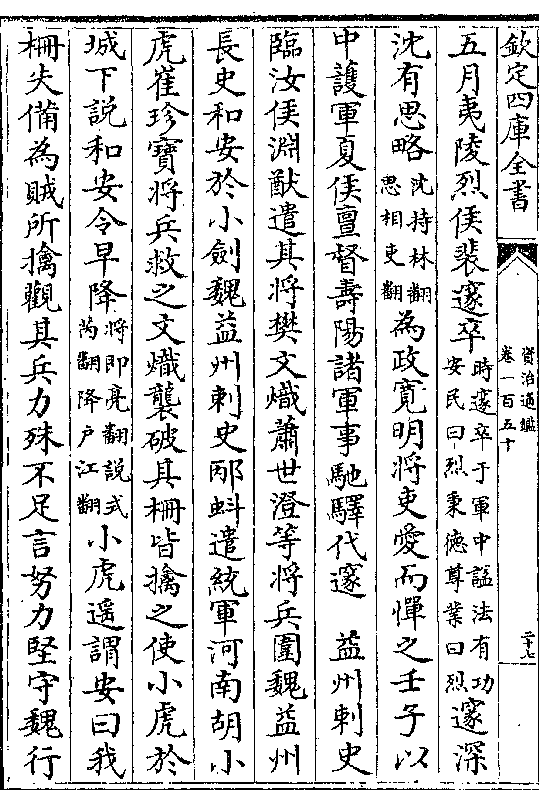 欽定四庫全書
資治通鑑
卷一百五十
二十七
五月夷陵烈侯裴邃卒時邃卒于軍中諡法有功安民曰烈秉德尊業曰烈邃深
沈有思略沈持林翻思相吏翻為政寛明將吏愛而憚之壬子以
中護軍夏侯亶督壽陽諸軍事馳驛代邃　益州刺史
臨汝侯淵猷遣其將樊文熾蕭世澄等將兵圍魏益州
長史和安於小劍魏益州刺史邴虯遣統軍河南胡小
虎崔珍寶將兵救之文熾襲破其柵皆擒之使小虎於
城下說和安令早降將即亮翻說式芮翻降户江翻小虎遥謂安曰我
柵失備為賊所擒觀其兵力殊不足言努力堅守魏行